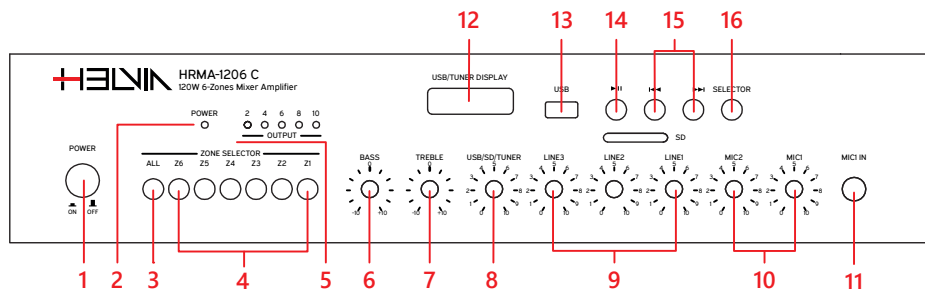 12 13 14 15 16
HELVIA HRMA-1206 C
120W 6-Zones Mixer Amplifier
USB/TUNER DISPLAY USB SELECTOR
SD
2 POWER 2 4 6 8 10
OUTPUT
POWER ZONE SELECTOR
ALL Z6 Z5 Z4 Z3 Z2 Z1
BASS TREBLE USB/SD/TUNER LINE3 LINE2 LINE1 MIC2 MIC1 MIC1 IN
0 0 5 5 5 5 5 5
4 6 4 6 4 6 4 6 4 6 4 6
3 7 3 7 3 7 3 7 3 7 3 7
2 8 2 8 2 8 2 8 2 8 2 8
1 9 1 9 1 9 1 9 1 9 1 9
-10 +10 -10 +10 0 10 0 10 0 10 0 10 0 10 0 10
ON OFF
1 2 3 4 5 6 7 8 9 10 11